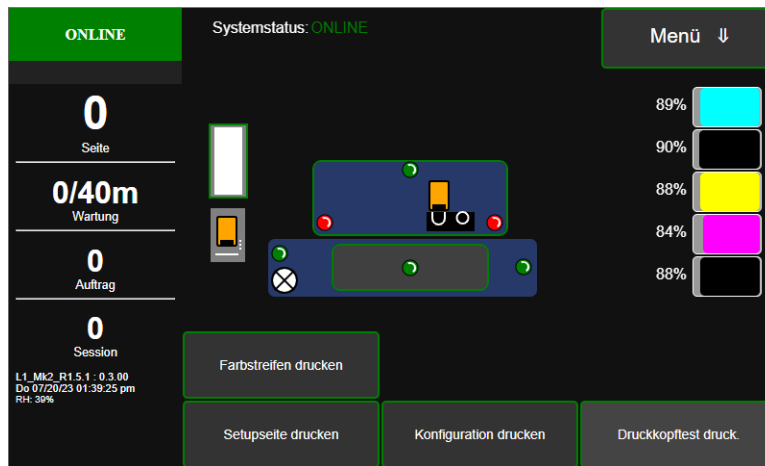 ONLINE
Systemstatus: ONLINE
Menü ⇓
0
Seite
0/40m
Wartung
0
Auftrag
0
Session
L1_Mk2_R1.5.1 : 0.3.00
Do 07/20/23 01:39:25 pm
RH: 39%
89%
90%
88%
84%
88%
Farbstreifen drucken
Setupseite drucken
Konfiguration drucken
Druckkopftest druck.